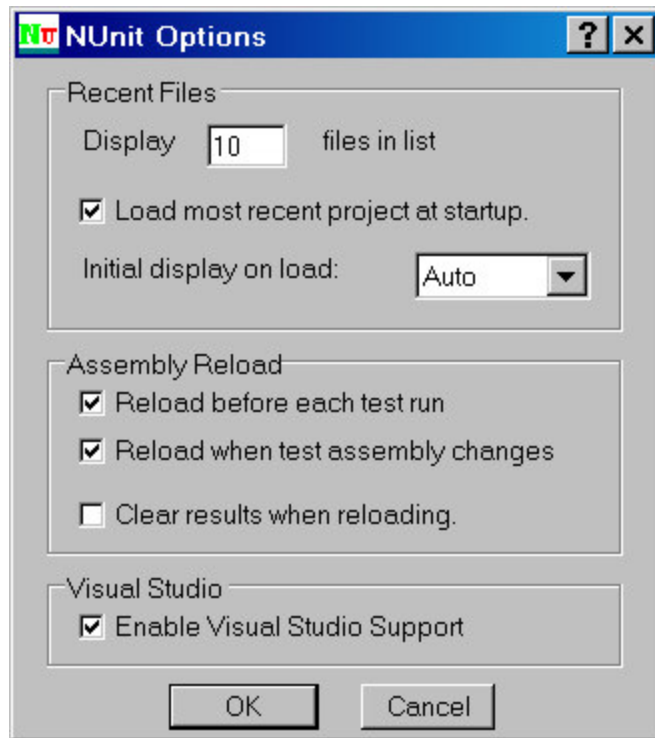 Nu NUnit Options ? ×
Recent Files
Display 10 files in list
Load most recent project at startup.
Initial display on load: Auto
Assembly Reload
Reload before each test run
Reload when test assembly changes
Clear results when reloading.
Visual Studio
Enable Visual Studio Support
OK Cancel